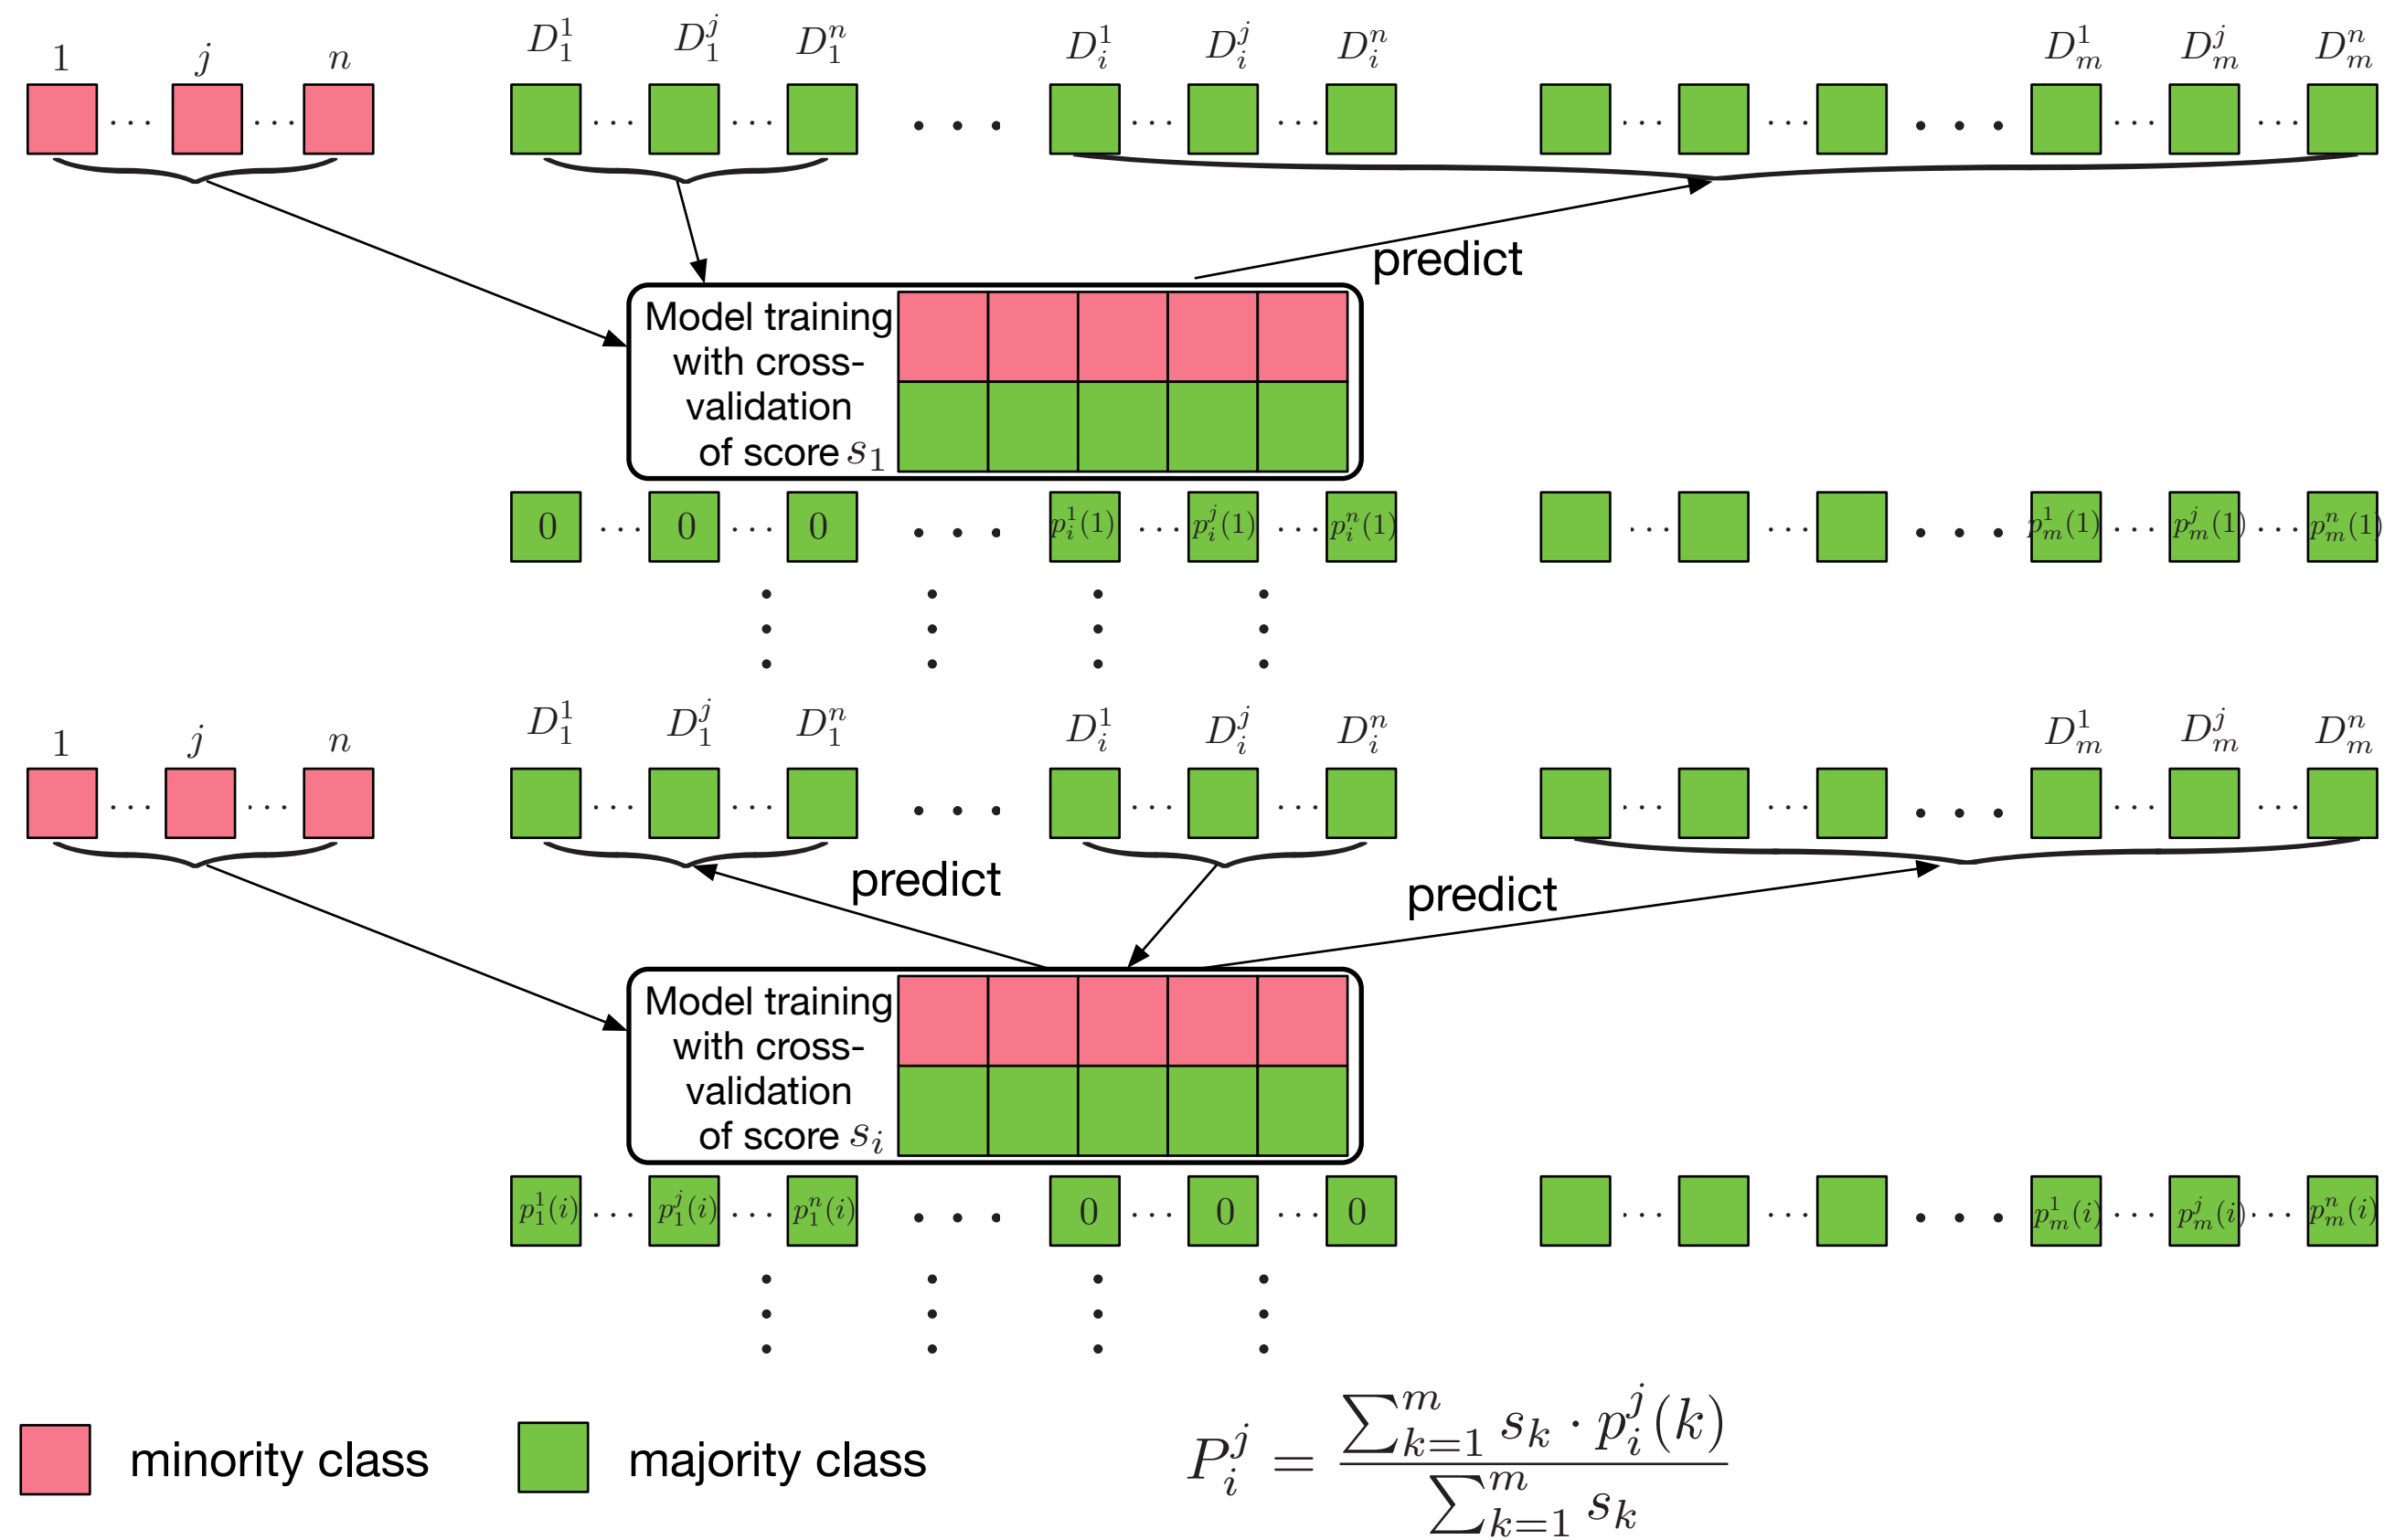 1 j n D_1^1 D_1^j D_1^n D_i^1 D_i^j D_i^n D_m^1 D_m^j D_m^n
··· ··· ··· ··· · · · ··· ··· ··· ··· · · · ··· ···
predict
Model training
with cross-
validation
of score s_1
0 ··· 0 ··· 0 · · · p_i^1(1) ··· p_i^j(1) ··· p_i^n(1) ··· ··· · · · p_m^1(1) ··· p_m^j(1) ··· p_m^n(1)
1 j n D_1^1 D_1^j D_1^n D_i^1 D_i^j D_i^n D_m^1 D_m^j D_m^n
··· ··· ··· ··· · · · ··· ··· ··· ··· · · · ··· ···
predict predict
Model training
with cross-
validation
of score s_i
p_1^1(i) ··· p_1^j(i) ··· p_1^n(i) · · · 0 ··· 0 ··· 0 ··· ··· · · · p_m^1(i) ··· p_m^j(i) ··· p_m^n(i)
minority class majority class P_i^j = \frac{\sum_{k=1}^{m} s_k · p_i^j(k)}{\sum_{k=1}^{m} s_k}